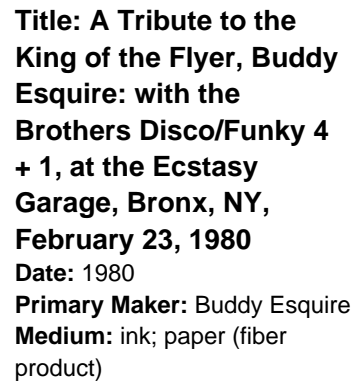 Title: A Tribute to the
King of the Flyer, Buddy
Esquire: with the
Brothers Disco/Funky 4
+ 1, at the Ecstasy
Garage, Bronx, NY,
February 23, 1980
Date: 1980
Primary Maker: Buddy Esquire
Medium: ink; paper (fiber
product)